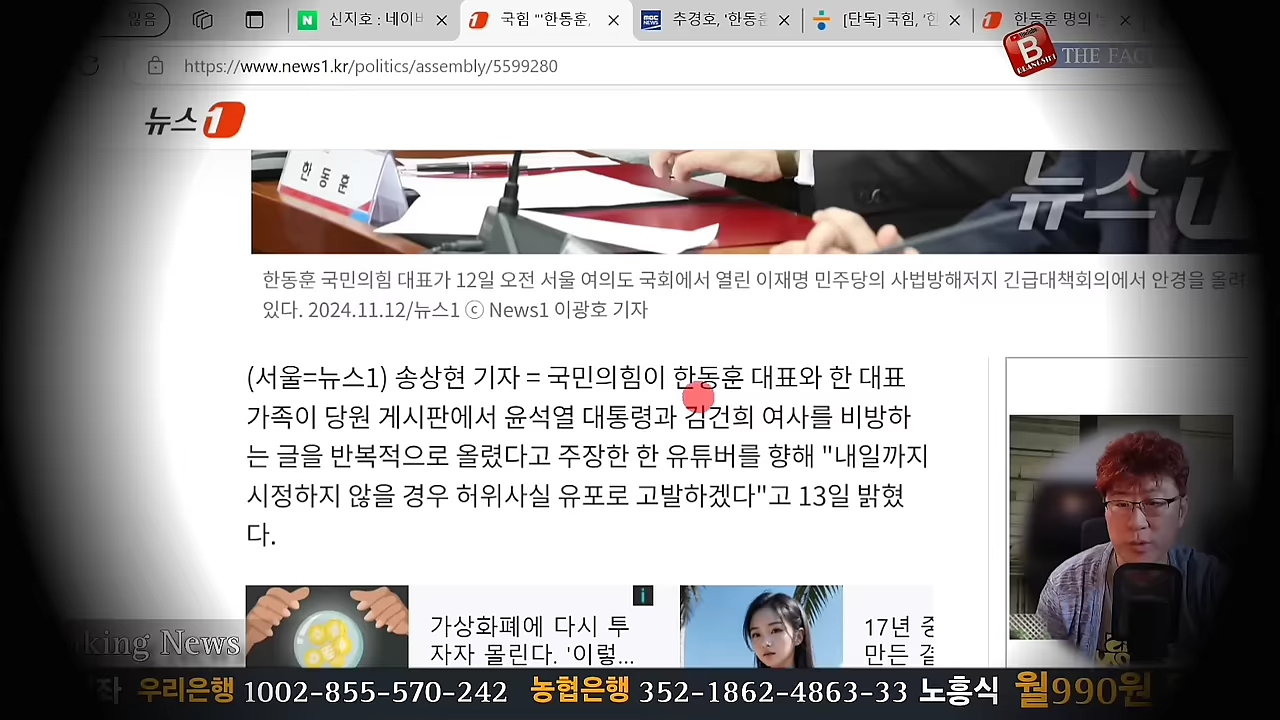 않음
신지호 : 네이버
국힘 "'한동훈,
추경호, '한동훈
[단독] 국힘, '한
한동훈 명의
B
THE FACT
https://www.news1.kr/politics/assembly/5599280
뉴스1
한동훈
뉴스1
한동훈 국민의힘 대표가 12일 오전 서울 여의도 국회에서 열린 이재명 민주당의 사법방해저지 긴급대책회의에서 안경을 올려
있다. 2024.11.12/뉴스1 ⓒ News1 이광호 기자
(서울=뉴스1) 송상현 기자 = 국민의힘이 한동훈 대표와 한 대표
가족이 당원 게시판에서 윤석열 대통령과 김건희 여사를 비방하
는 글을 반복적으로 올렸다고 주장한 한 유튜버를 향해 "내일까지
시정하지 않을 경우 허위사실 유포로 고발하겠다"고 13일 밝혔
다.
가상화폐에 다시 투
자자 몰린다. '이렇...
17년 중
만든 결
king News
좌 우리은행 1002-855-570-242 농협은행 352-1862-4863-33 노흥식 월990원